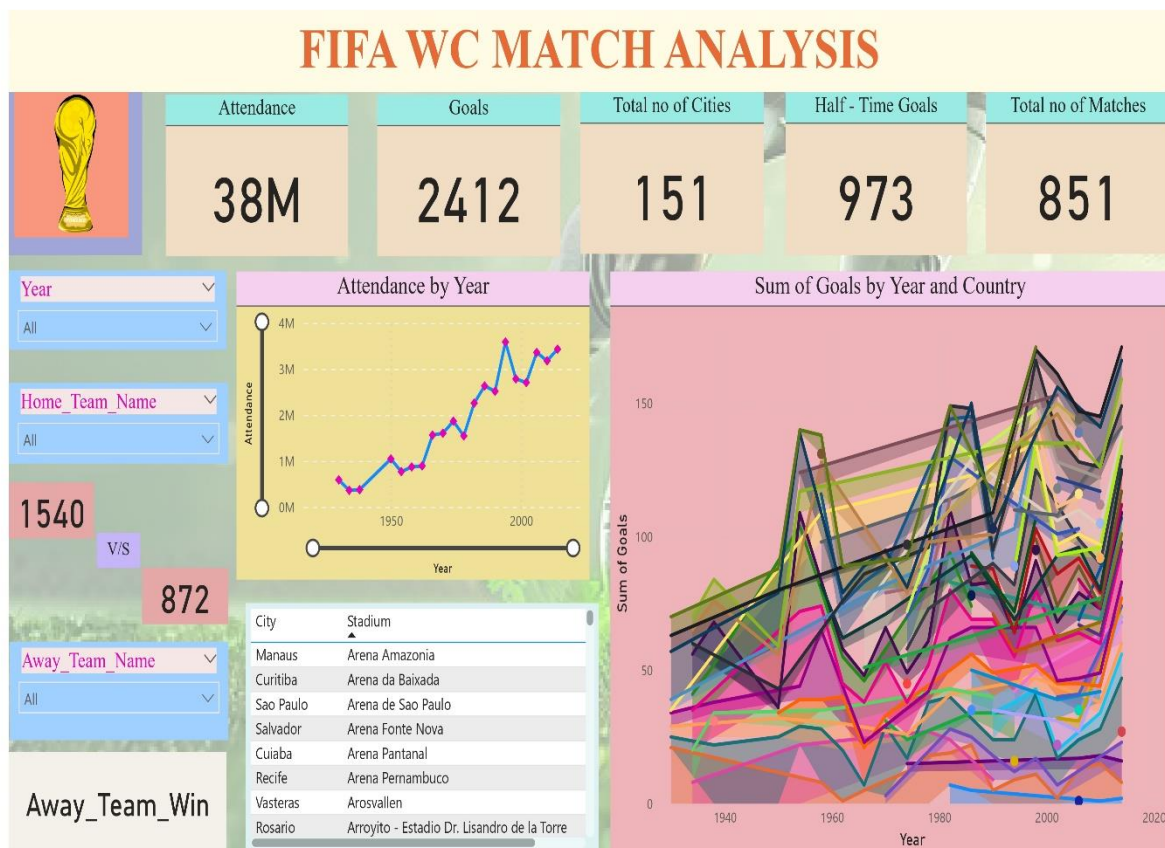 FIFA WC MATCH ANALYSIS
Attendance
38M
Goals
2412
Total no of Cities
151
Half - Time Goals
973
Total no of Matches
851
Year
All
Home_Team_Name
All
1540
V/S
872
Away_Team_Name
All
Away_Team_Win
Attendance by Year
Attendance
4M
3M
2M
1M
0M
1950 2000
Year
City Stadium
Manaus Arena Amazonia
Curitiba Arena da Baixada
Sao Paulo Arena de Sao Paulo
Salvador Arena Fonte Nova
Cuiaba Arena Pantanal
Recife Arena Pernambuco
Vasteras Arosvallen
Rosario Arroyito - Estadio Dr. Lisandro de la Torre
Sum of Goals by Year and Country
Sum of Goals
150
100
50
0
1940 1960 1980 2000 2020
Year